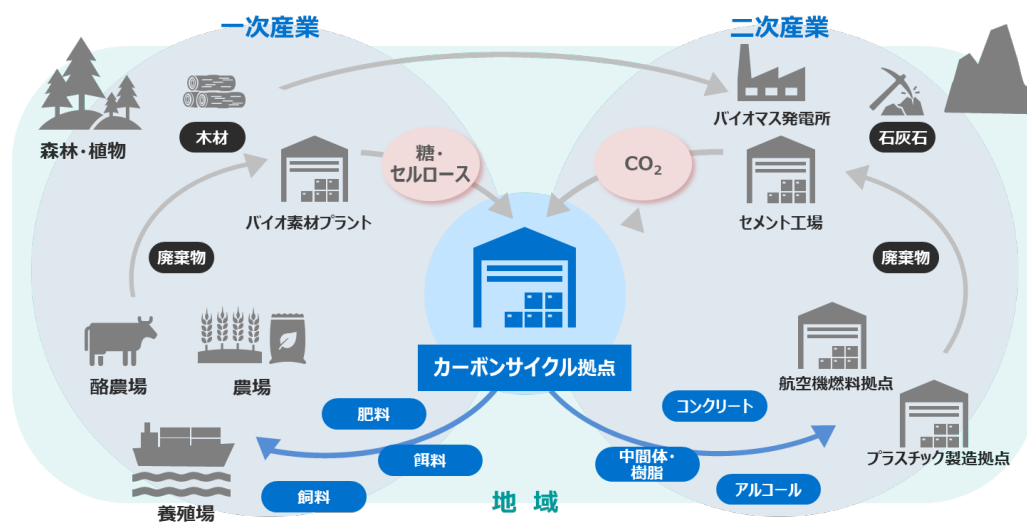 一次産業
二次産業
森林・植物
木材
バイオ素材プラント
糖・
セルロース
CO₂
バイオマス発電所
石灰石
セメント工場
廃棄物
廃棄物
酪農場
農場
カーボンサイクル拠点
航空機燃料拠点
プラスチック製造拠点
肥料
餌料
飼料
養殖場
コンクリート
中間体・
樹脂
アルコール
地域